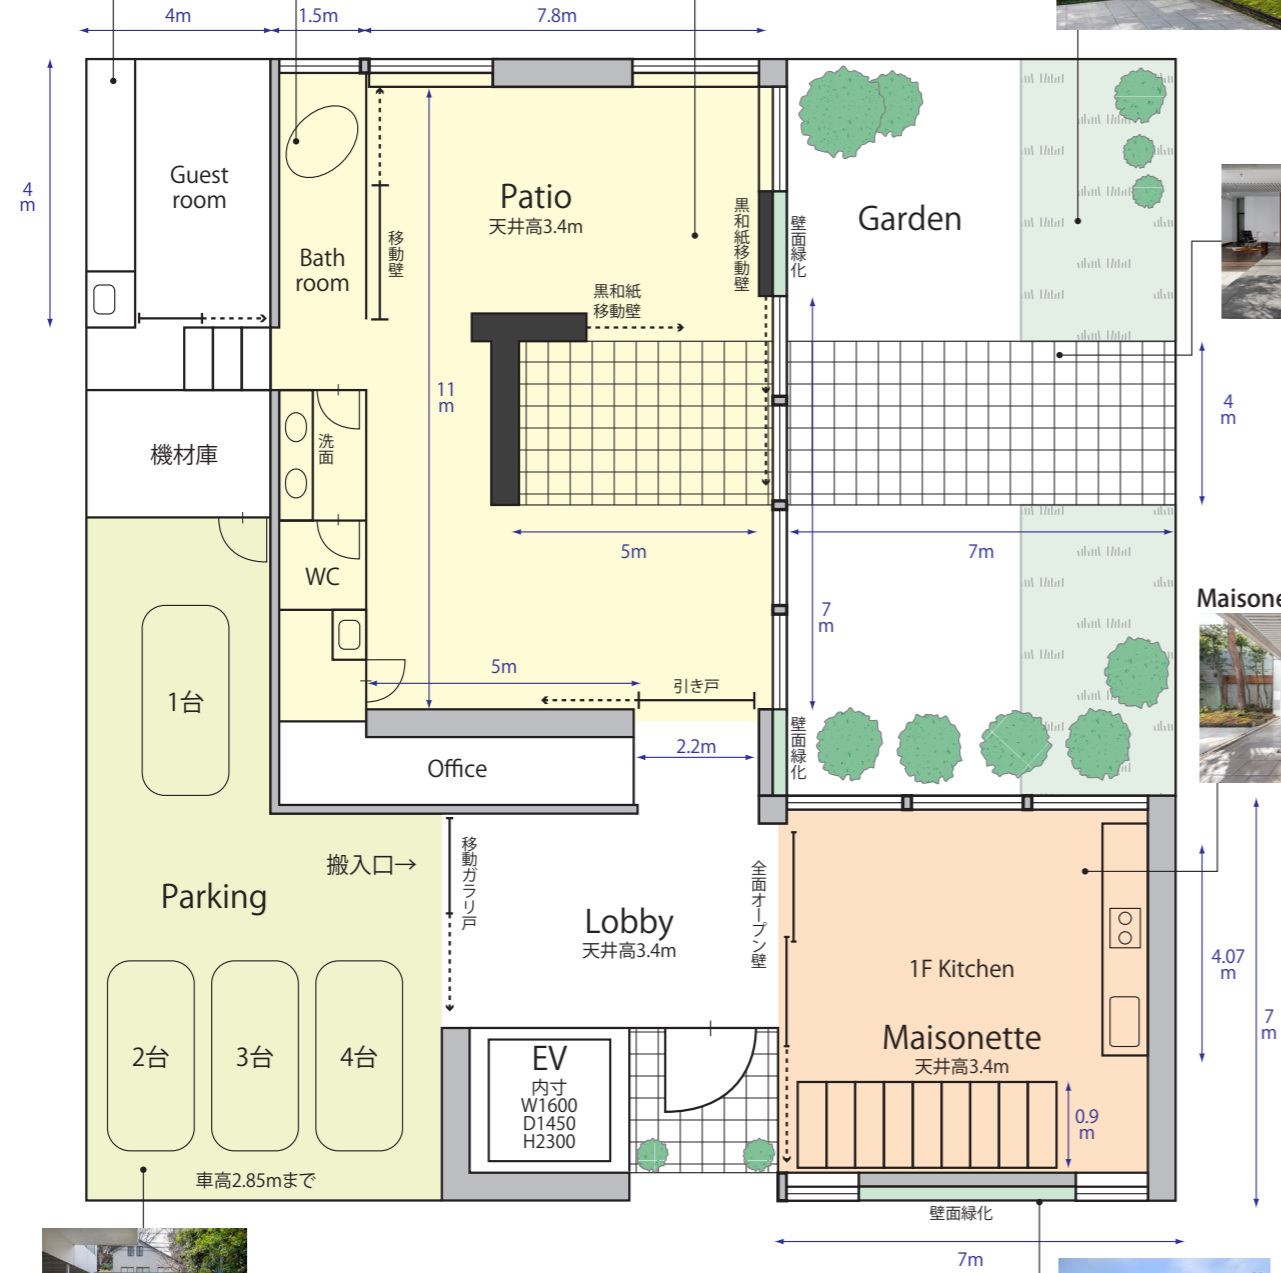 4m
1.5m
7.8m
4
m
Guest
room
Bath
room
移動壁
Patio
天井高3.4m
黒和紙
移動壁
黒和紙移動壁
壁面緑化
Garden
11
m
4
m
機材庫
洗面
WC
5m
7m
7
m
5m
引き戸
2.2m
壁面緑化
Office
1台
Maisone
搬入口→
移動ガラリ戸
Parking
Lobby
天井高3.4m
全面オープン壁
1F Kitchen
4.07
m
7
m
Maisonette
天井高3.4m
2台
3台
4台
EV
内寸
W1600
D1450
H2300
0.9
m
車高2.85mまで
壁面緑化
7m